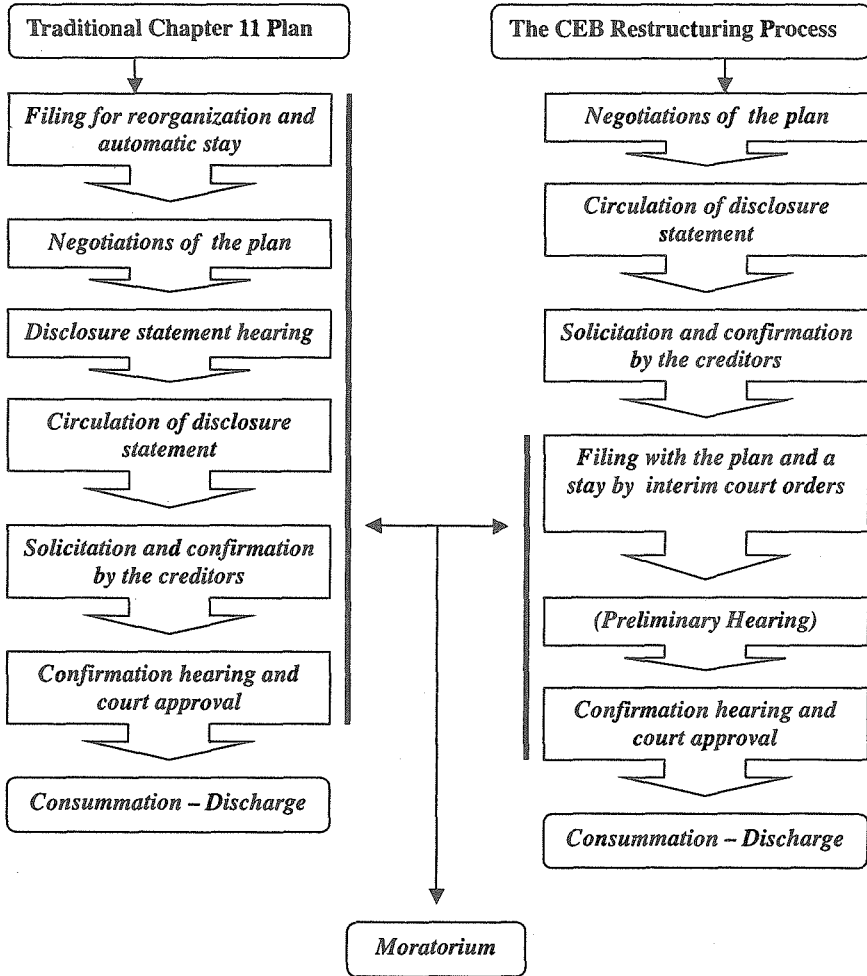 Traditional Chapter 11 Plan
Filing for reorganization and
automatic stay
Negotiations of the plan
Disclosure statement hearing
Circulation of disclosure
statement
Solicitation and confirmation
by the creditors
Confirmation hearing and
court approval
Consummation – Discharge
The CEB Restructuring Process
Negotiations of the plan
Circulation of disclosure
statement
Solicitation and confirmation
by the creditors
Filing with the plan and a
stay by interim court orders
(Preliminary Hearing)
Confirmation hearing and
court approval
Consummation – Discharge
Moratorium